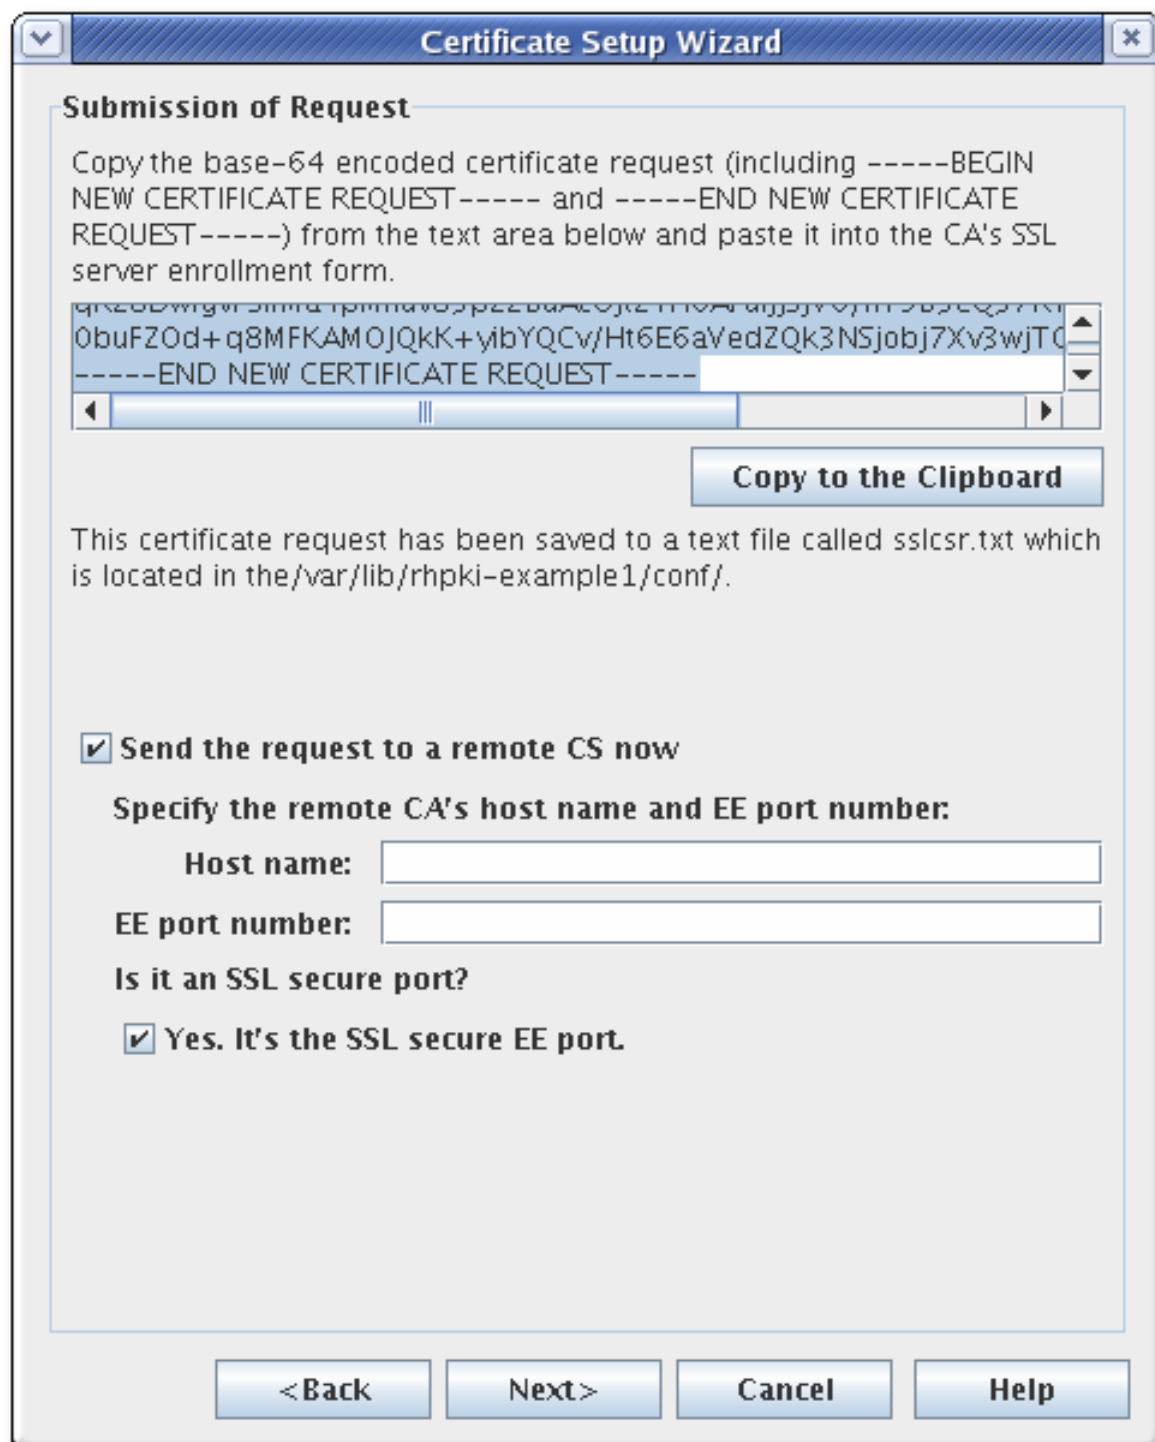 Certificate Setup Wizard
Submission of Request
Copy the base-64 encoded certificate request (including -----BEGIN
NEW CERTIFICATE REQUEST----- and -----END NEW CERTIFICATE
REQUEST-----) from the text area below and paste it into the CA's SSL
server enrollment form.
0buFZOd+q8MFKAMOJQkK+yibYQCv/Ht6E6aVedZQk3NSjobj7Xv3wjTC
-----END NEW CERTIFICATE REQUEST-----
Copy to the Clipboard
This certificate request has been saved to a text file called sslcsr.txt which
is located in the/var/lib/rhpki-example1/conf/.
Send the request to a remote CS now
Specify the remote CA's host name and EE port number:
Host name:
EE port number:
Is it an SSL secure port?
Yes. It's the SSL secure EE port.
<Back Next> Cancel Help